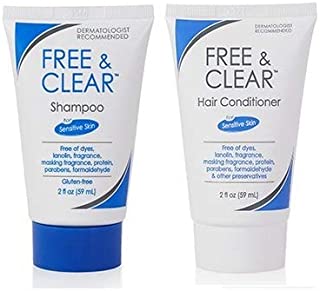 DERMATOLOGIST
RECOMMENDED
FREE &
CLEAR™
Shampoo
for
Sensitive Skin
Free of dyes,
lanolin, fragrance,
masking fragrance, protein,
parabens, formaldehyde
Gluten-free
2 fl oz (59 mL)
DERMATOLOGIST
RECOMMENDED
FREE &
CLEAR™
Hair Conditioner
for
Sensitive Skin
Free of dyes,
lanolin, fragrance,
masking fragrance, protein,
parabens, formaldehyde
& other preservatives
2 fl oz (59 mL)